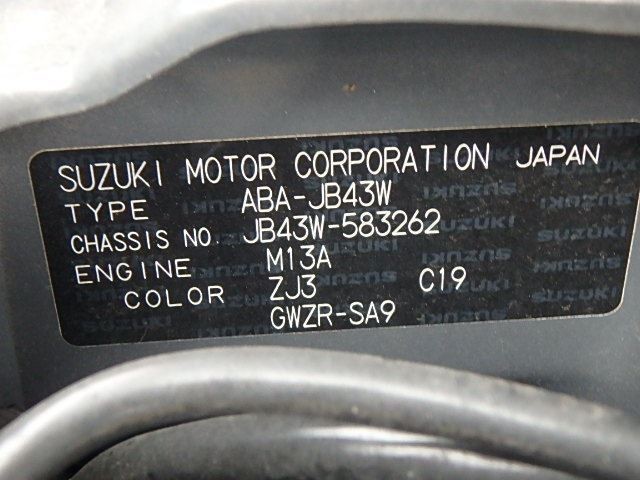 SUZUKI MOTOR CORPORATION JAPAN
TYPE ABA-JB43W
CHASSIS NO. JB43W-583262
ENGINE M13A
COLOR ZJ3 C19
GWZR-SA9